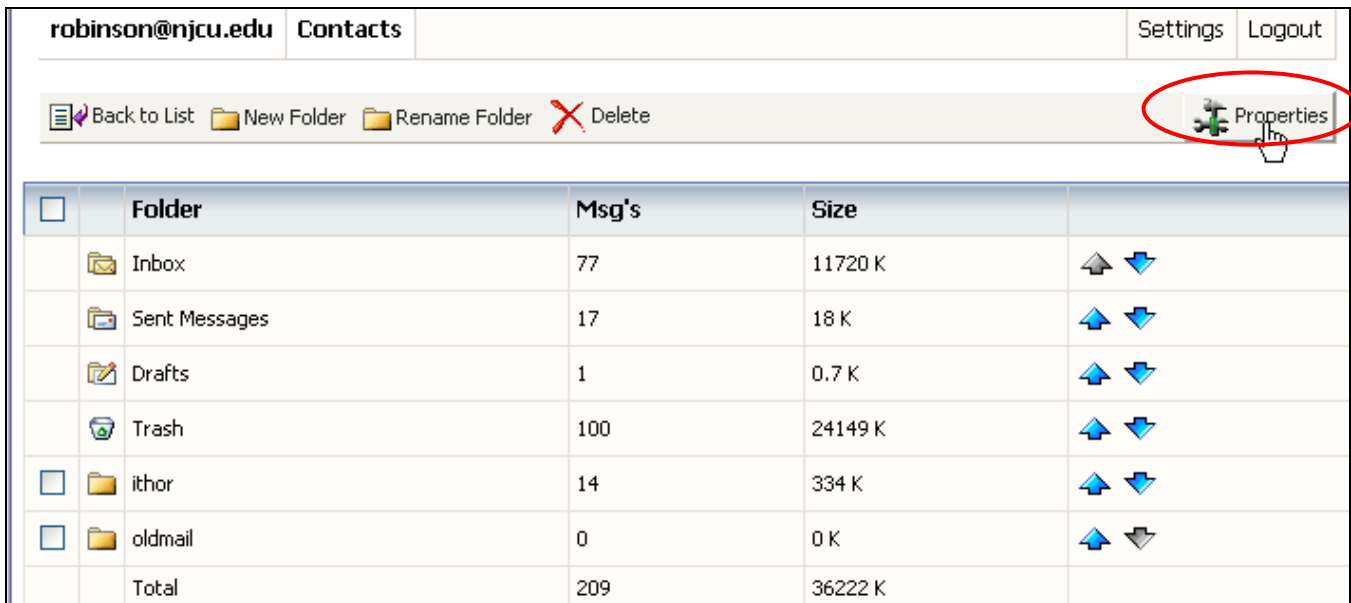 robinson@njcu.edu Contacts Settings Logout
Back to List New Folder Rename Folder Delete Properties
Folder Msg's Size
Inbox 77 11720 K
Sent Messages 17 18 K
Drafts 1 0.7 K
Trash 100 24149 K
ithor 14 334 K
oldmail 0 0 K
Total 209 36222 K